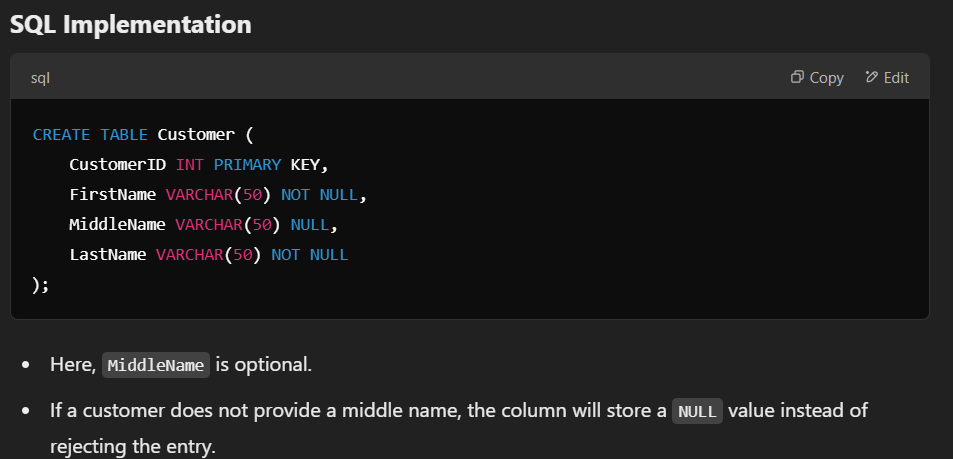 SQL Implementation
sql
Copy
Edit
CREATE TABLE Customer (
    CustomerID INT PRIMARY KEY,
    FirstName VARCHAR(50) NOT NULL,
    MiddleName VARCHAR(50) NULL,
    LastName VARCHAR(50) NOT NULL
);
• Here, MiddleName is optional.
• If a customer does not provide a middle name, the column will store a NULL value instead of
rejecting the entry.